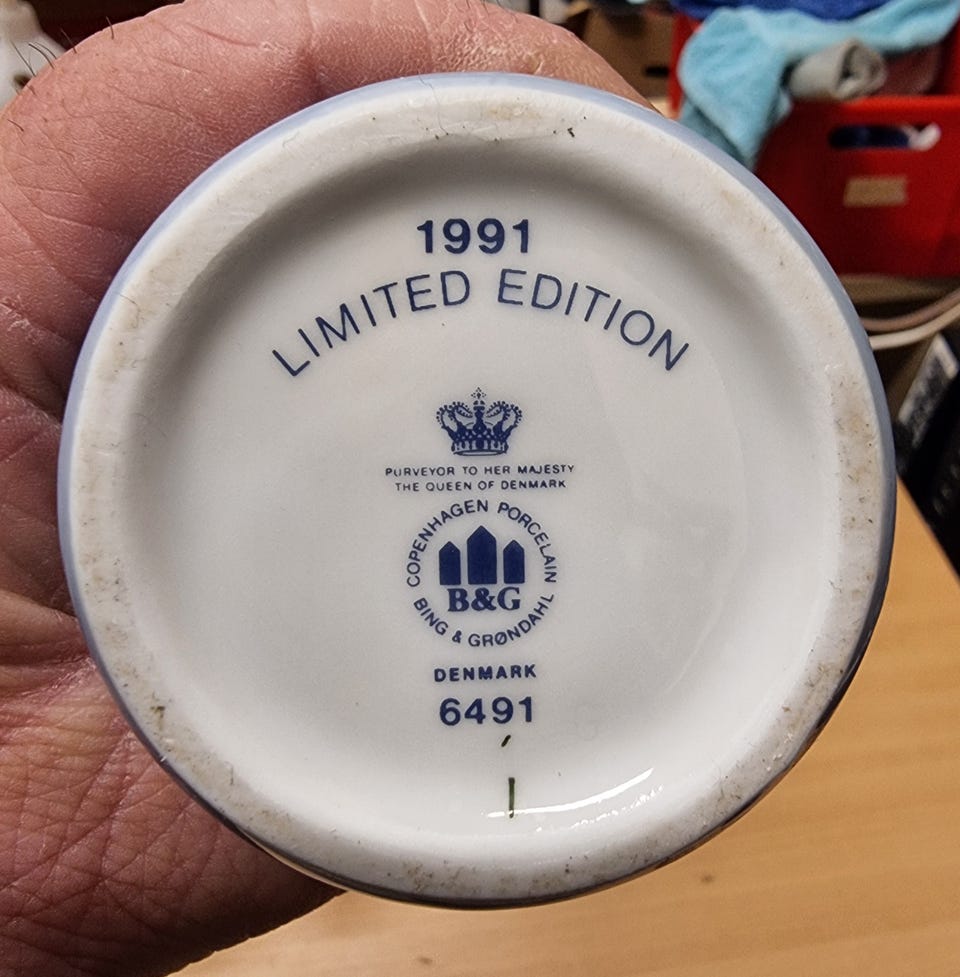 1991
LIMITED EDITION
PURVEYOR TO HER MAJESTY
THE QUEEN OF DENMARK
COPENHAGEN PORCELAIN
B&G
BING & GRØNDAHL
DENMARK
6491